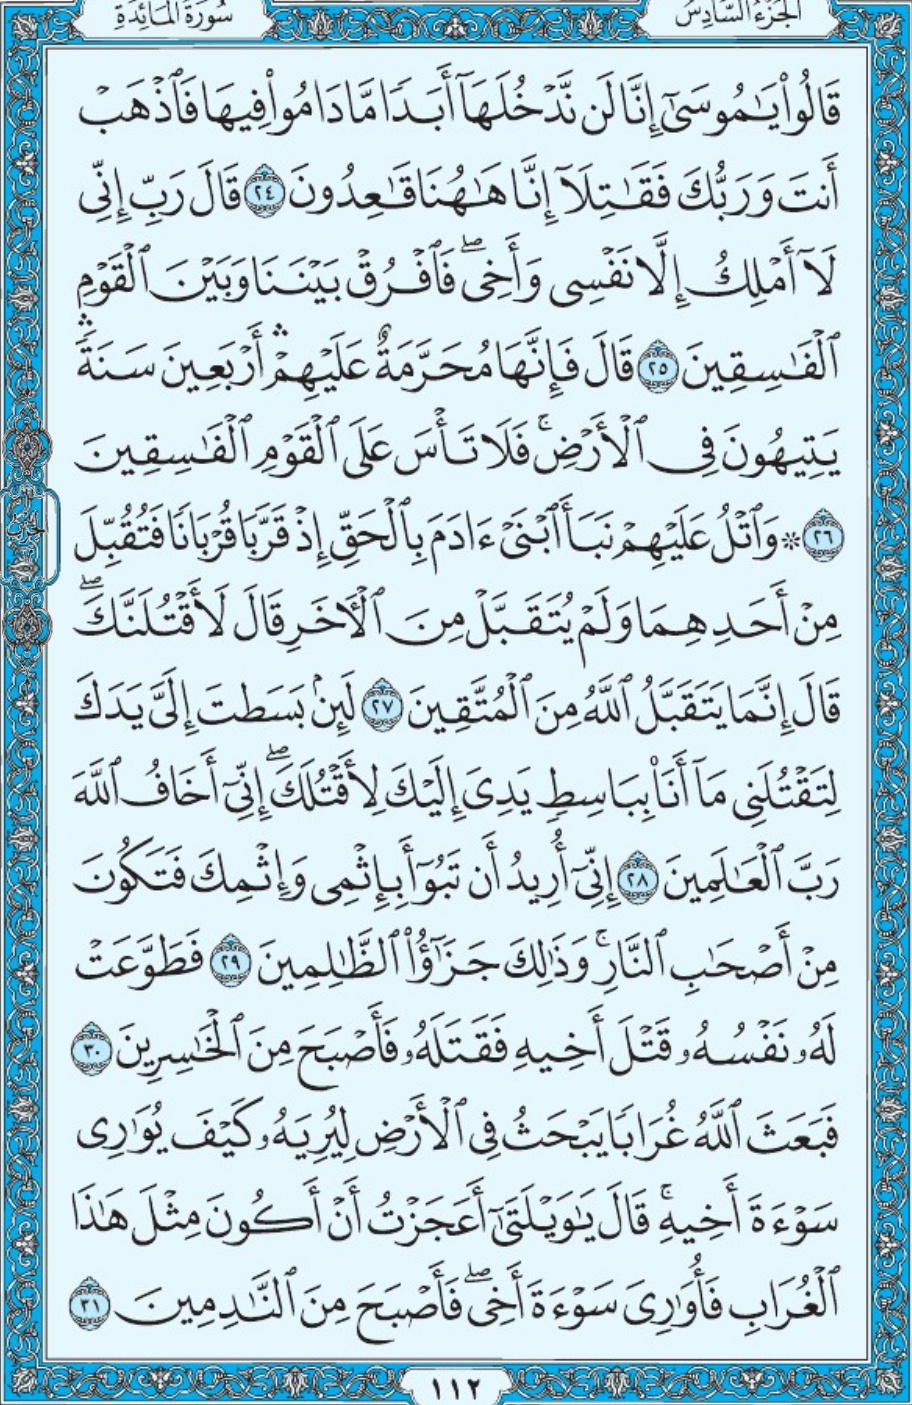 الجزء السادس
سورة المائدة
قَالُواْ يَٰمُوسَىٰٓ إِنَّا لَن نَّدۡخُلَهَآ أَبَدٗا مَّا دَامُواْ فِيهَا فَٱذۡهَبۡ
أَنتَ وَرَبُّكَ فَقَٰتِلَآ إِنَّا هَٰهُنَا قَٰعِدُونَ ٢٤ قَالَ رَبِّ إِنِّي
لَآ أَمۡلِكُ إِلَّا نَفۡسِي وَأَخِيۖ فَٱفۡرُقۡ بَيۡنَنَا وَبَيۡنَ ٱلۡقَوۡمِ
ٱلۡفَٰسِقِينَ ٢٥ قَالَ فَإِنَّهَا مُحَرَّمَةٌ عَلَيۡهِمۡۛ أَرۡبَعِينَ سَنَةٗۛ
يَتِيهُونَ فِي ٱلۡأَرۡضِۚ فَلَا تَأۡسَ عَلَى ٱلۡقَوۡمِ ٱلۡفَٰسِقِينَ
٢٦ ۞ وَٱتۡلُ عَلَيۡهِمۡ نَبَأَ ٱبۡنَيۡ ءَادَمَ بِٱلۡحَقِّ إِذۡ قَرَّبَا قُرۡبَانٗا فَتُقُبِّلَ
مِنۡ أَحَدِهِمَا وَلَمۡ يُتَقَبَّلۡ مِنَ ٱلۡأٓخَرِ قَالَ لَأَقۡتُلَنَّكَۖ
قَالَ إِنَّمَا يَتَقَبَّلُ ٱللَّهُ مِنَ ٱلۡمُتَّقِينَ ٢٧ لَئِنۢ بَسَطتَ إِلَيَّ يَدَكَ
لِتَقۡتُلَنِي مَآ أَنَا۠ بِبَاسِطٖ يَدِيَ إِلَيۡكَ لِأَقۡتُلَكَۖ إِنِّيٓ أَخَافُ ٱللَّهَ
رَبَّ ٱلۡعَٰلَمِينَ ٢٨ إِنِّيٓ أُرِيدُ أَن تَبُوٓأَ بِإِثۡمِي وَإِثۡمِكَ فَتَكُونَ
مِنۡ أَصۡحَٰبِ ٱلنَّارِۚ وَذَٰلِكَ جَزَٰٓؤُاْ ٱلظَّٰلِمِينَ ٢٩ فَطَوَّعَتۡ
لَهُۥ نَفۡسُهُۥ قَتۡلَ أَخِيهِ فَقَتَلَهُۥ فَأَصۡبَحَ مِنَ ٱلۡخَٰسِرِينَ ٣٠
فَبَعَثَ ٱللَّهُ غُرَابٗا يَبۡحَثُ فِي ٱلۡأَرۡضِ لِيُرِيَهُۥ كَيۡفَ يُوَٰرِي
سَوۡءَةَ أَخِيهِۚ قَالَ يَٰوَيۡلَتَىٰٓ أَعَجَزۡتُ أَنۡ أَكُونَ مِثۡلَ هَٰذَا
ٱلۡغُرَابِ فَأُوَٰرِيَ سَوۡءَةَ أَخِيۖ فَأَصۡبَحَ مِنَ ٱلنَّٰدِمِينَ ٣١
١١٢